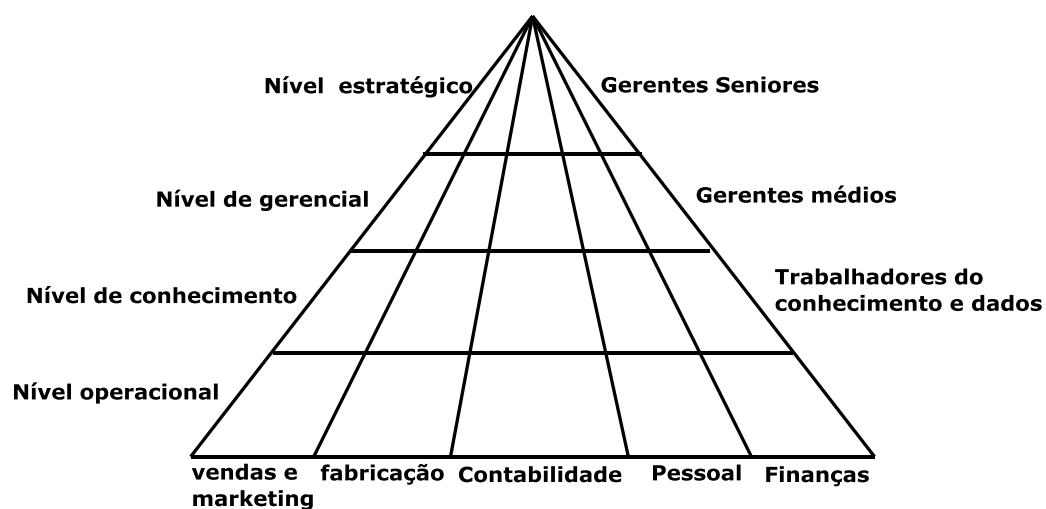 Nível estratégico
Gerentes Seniores
Nível de gerencial
Gerentes médios
Nível de conhecimento
Trabalhadores do
conhecimento e dados
Nível operacional
vendas e
marketing
fabricação
Contabilidade
Pessoal
Finanças